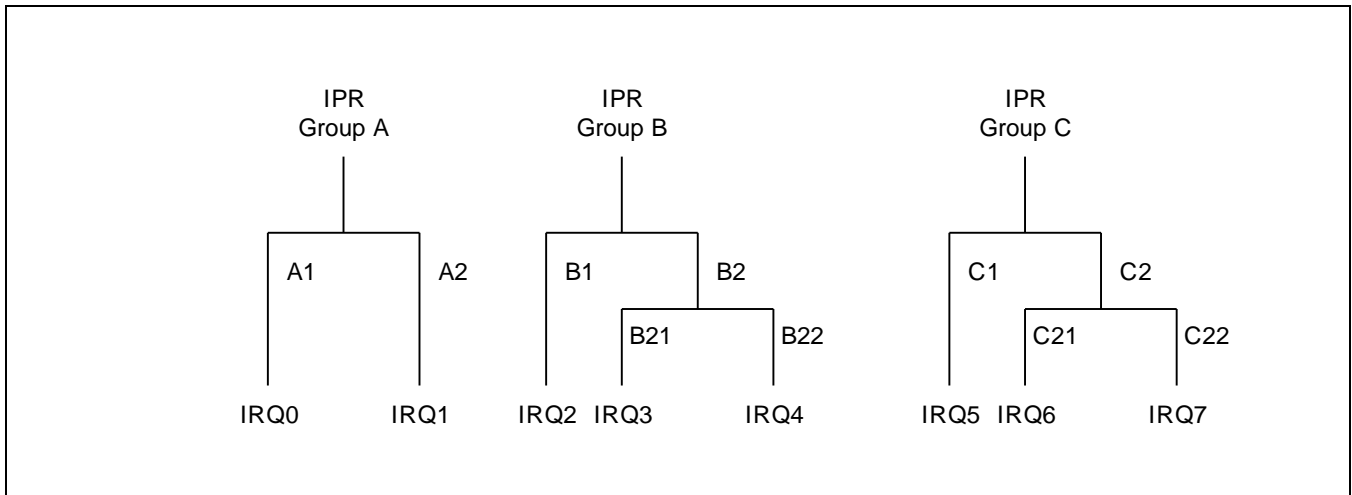 IPR
Group A
IPR
Group B
IPR
Group C
A1
A2
B1
B2
C1
C2
B21
B22
C21
C22
IRQ0
IRQ1
IRQ2
IRQ3
IRQ4
IRQ5
IRQ6
IRQ7